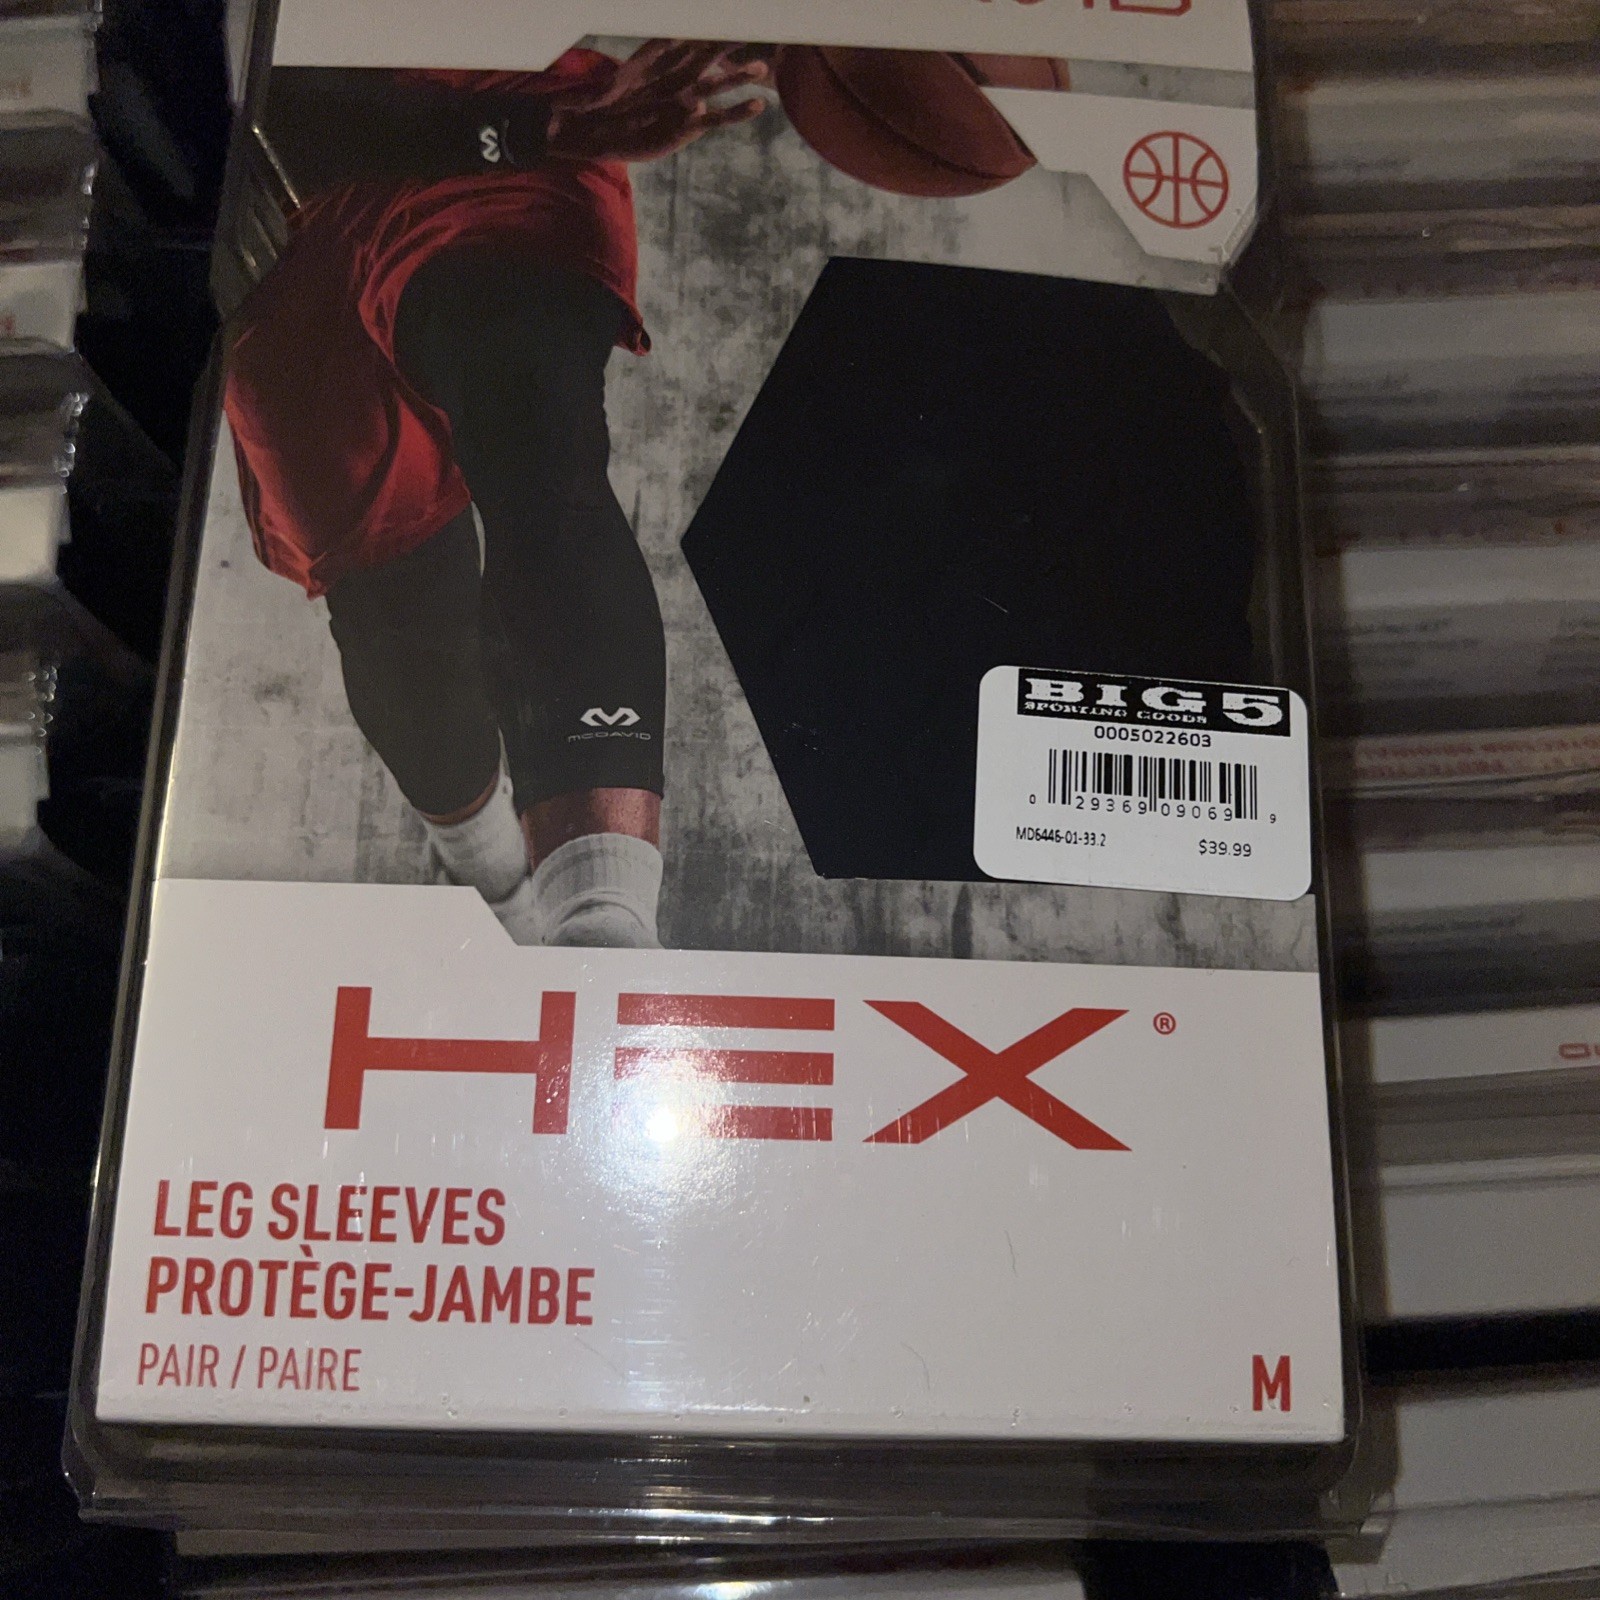 mcDAVID
BIG 5
SPORTING GOODS
0005022603
0 29369 09069 9
MD6446-01-33.2
$39.99
HEX®
LEG SLEEVES
PROTÈGE-JAMBE
PAIR / PAIRE
M